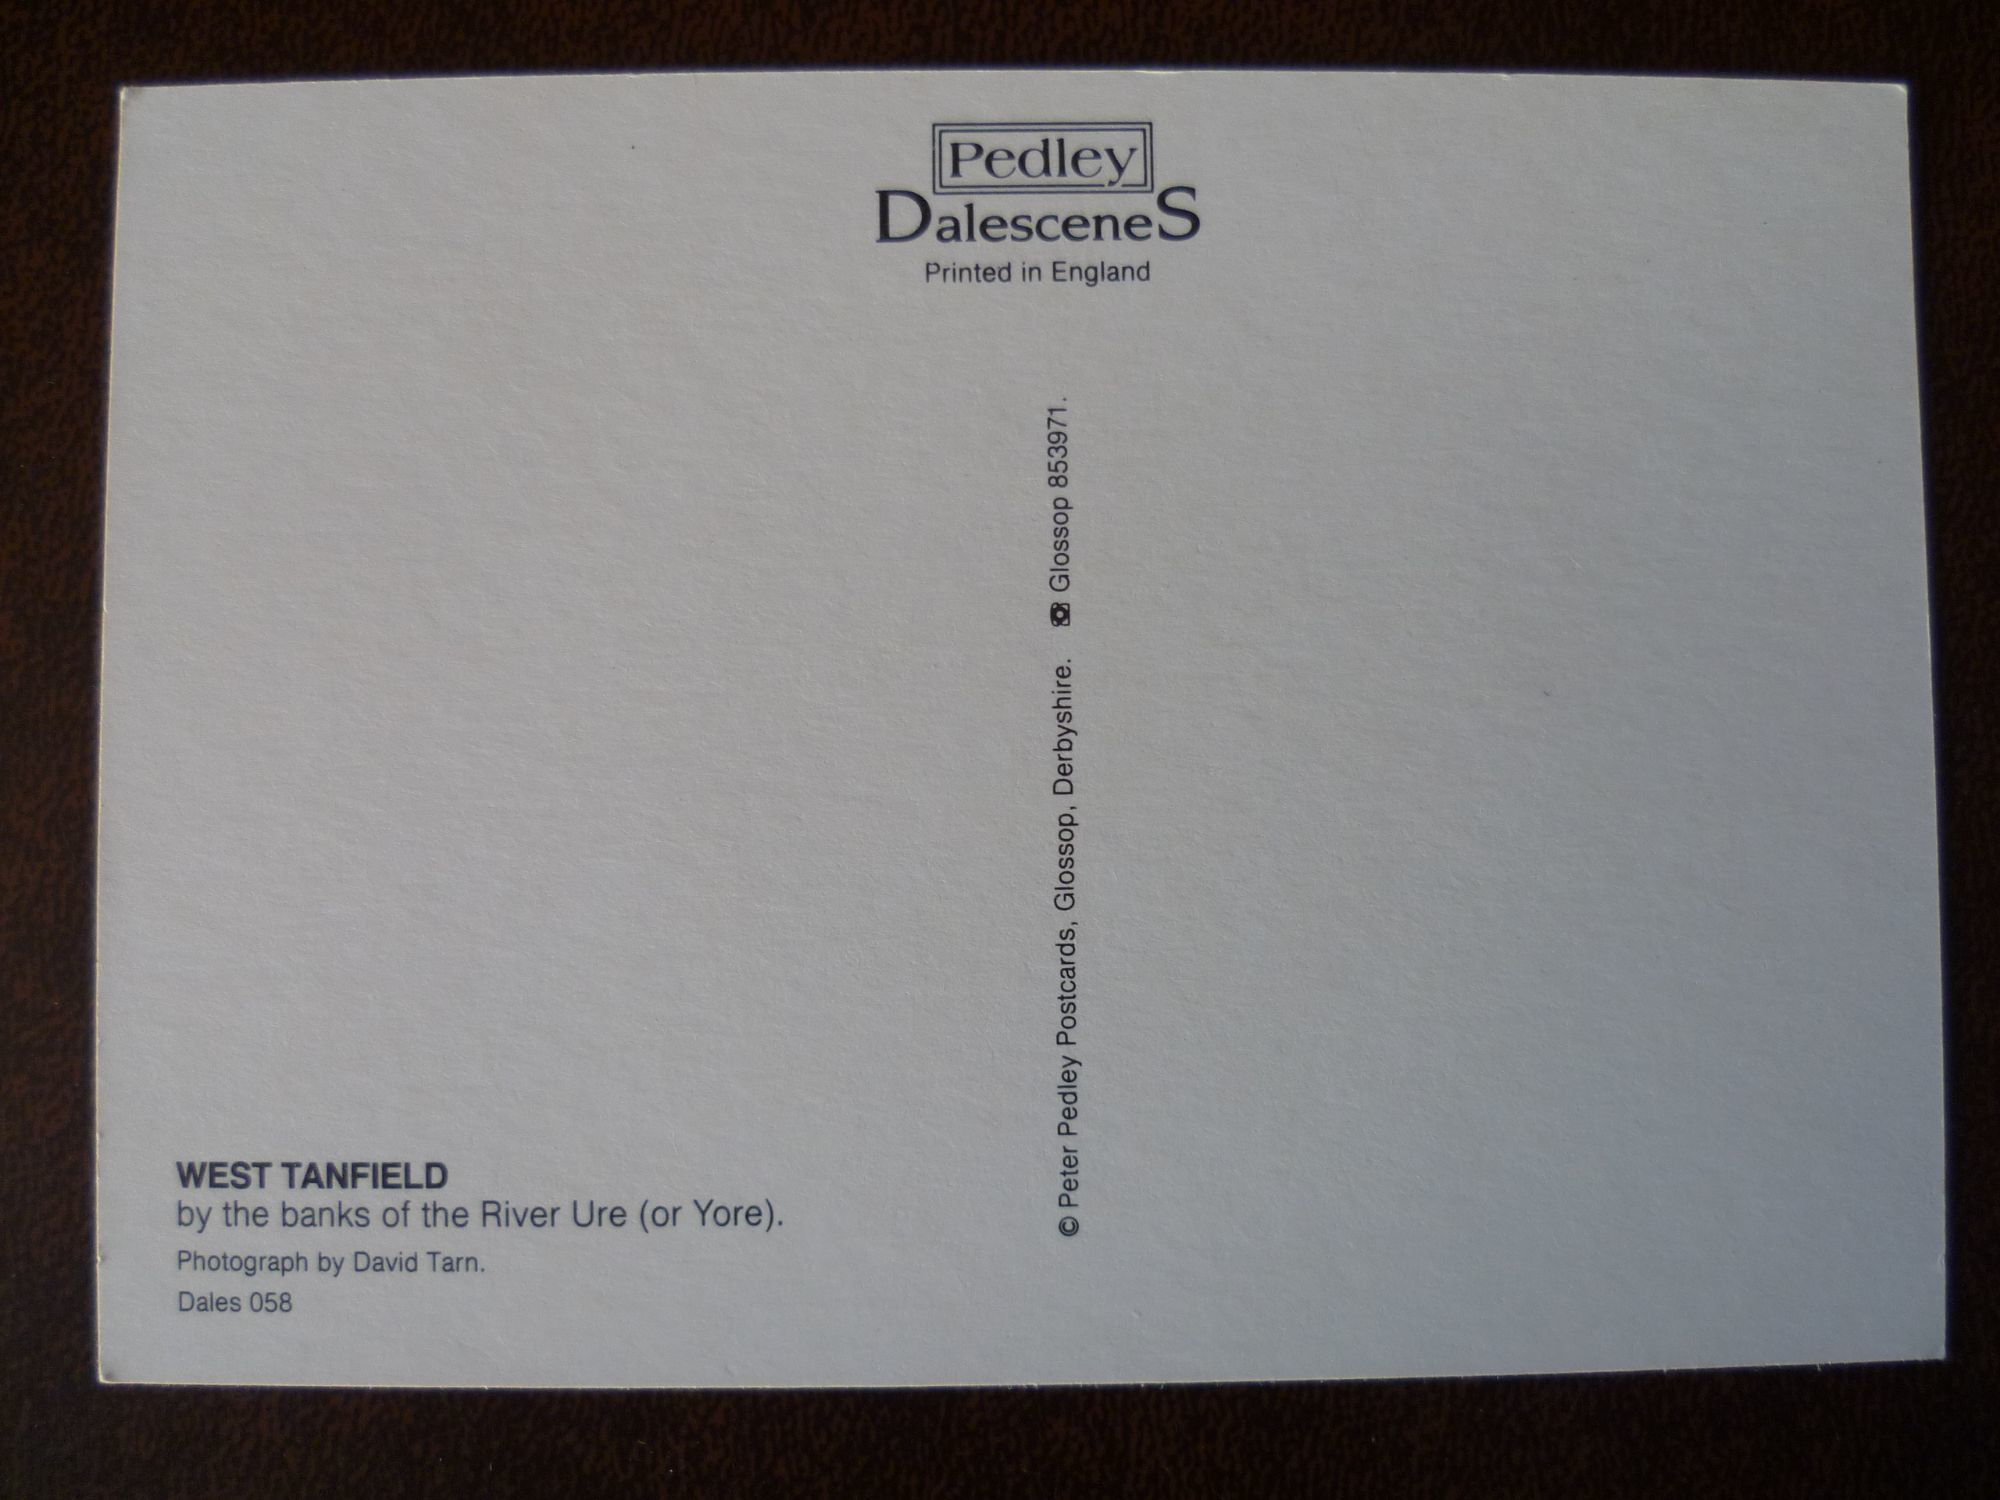 Pedley
DalesceneS
Printed in England
© Peter Pedley Postcards, Glossop, Derbyshire. ☎ Glossop 853971.
WEST TANFIELD
by the banks of the River Ure (or Yore).
Photograph by David Tarn.
Dales 058